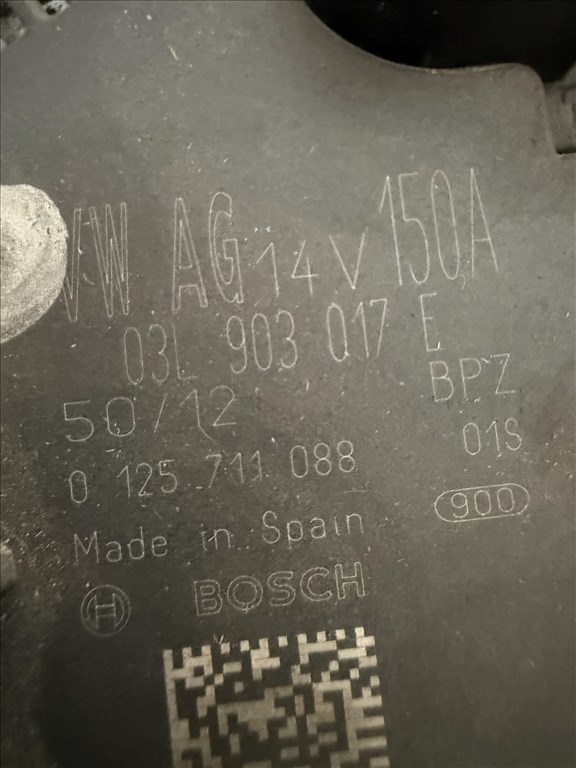 VW AG 14V 150A
03L 903 017 E
50/12 BPZ
0 125 711 088 01S
Made in Spain 900
BOSCH